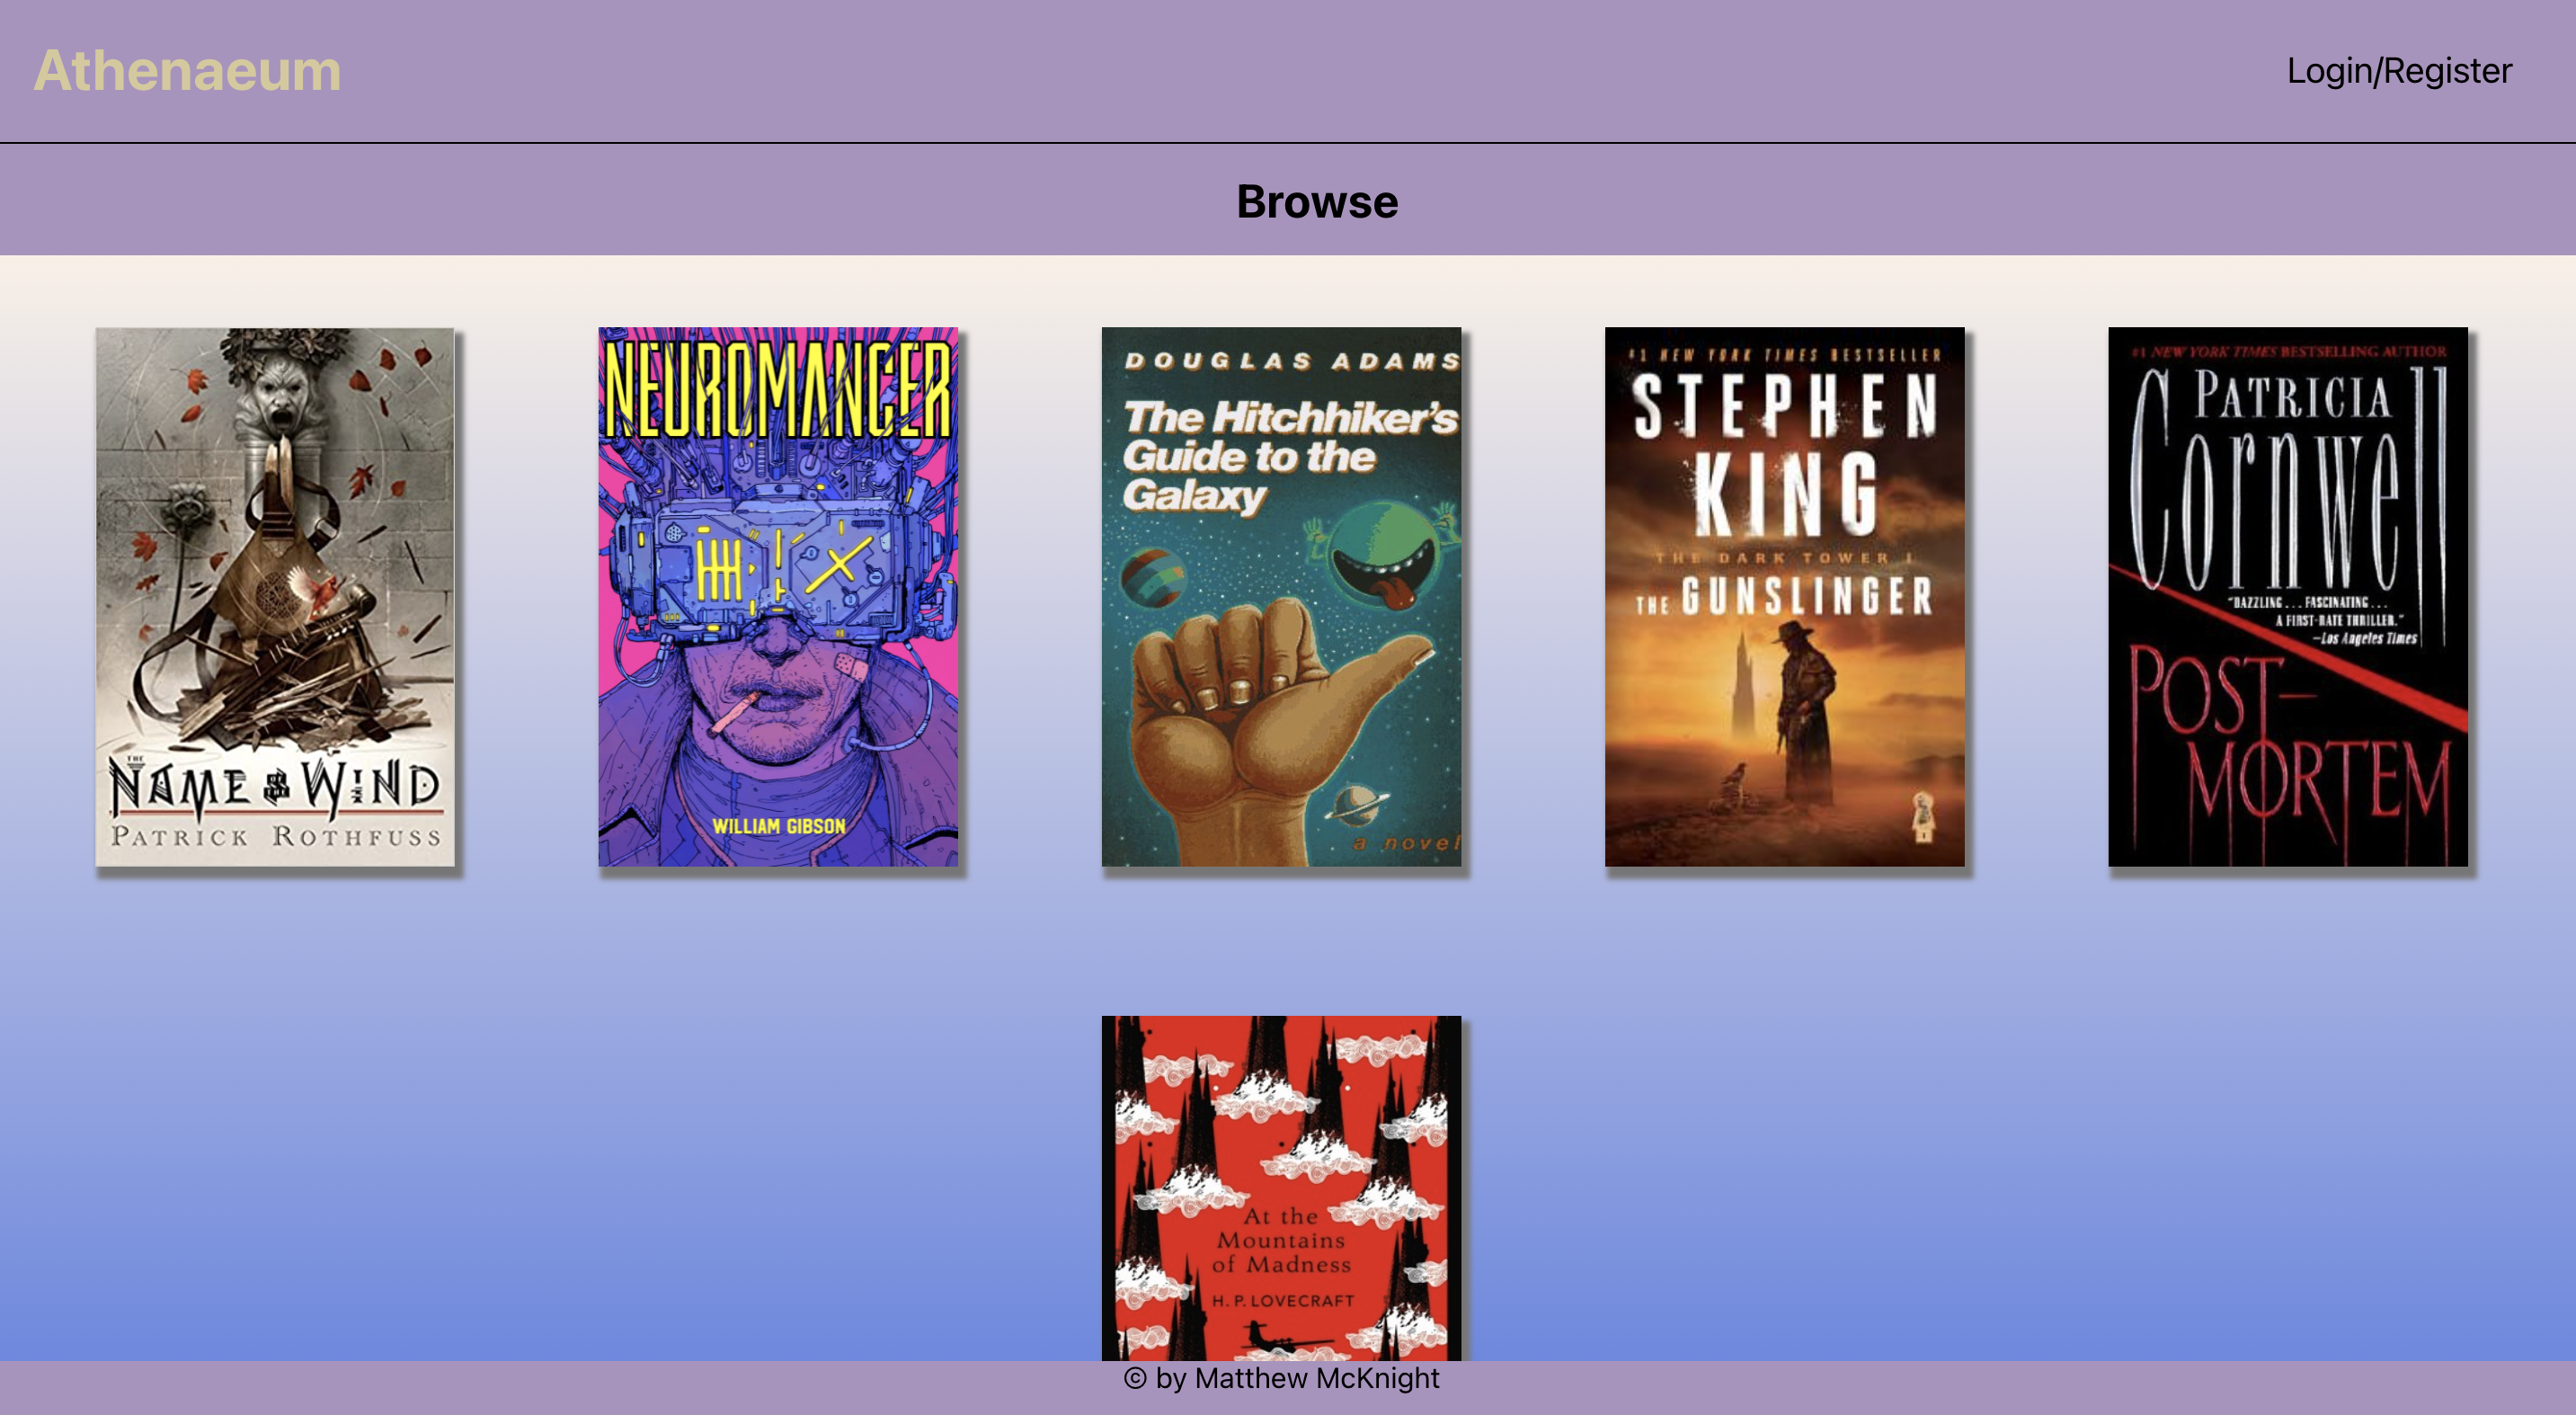 Athenaeum
Login/Register
Browse
THE
NAME OF THE WIND
PATRICK ROTHFUSS
NEUROMANCER
WILLIAM GIBSON
DOUGLAS ADAMS
The Hitchhiker's
Guide to the
Galaxy
a novel
#1 NEW YORK TIMES BESTSELLER
STEPHEN
KING
THE DARK TOWER I
THE GUNSLINGER
#1 NEW YORK TIMES BESTSELLING AUTHOR
PATRICIA
CORNWELL
"DAZZLING... FASCINATING...
A FIRST-RATE THRILLER."
—Los Angeles Times
POST-
MORTEM
At the
Mountains
of Madness
H. P. LOVECRAFT
© by Matthew McKnight